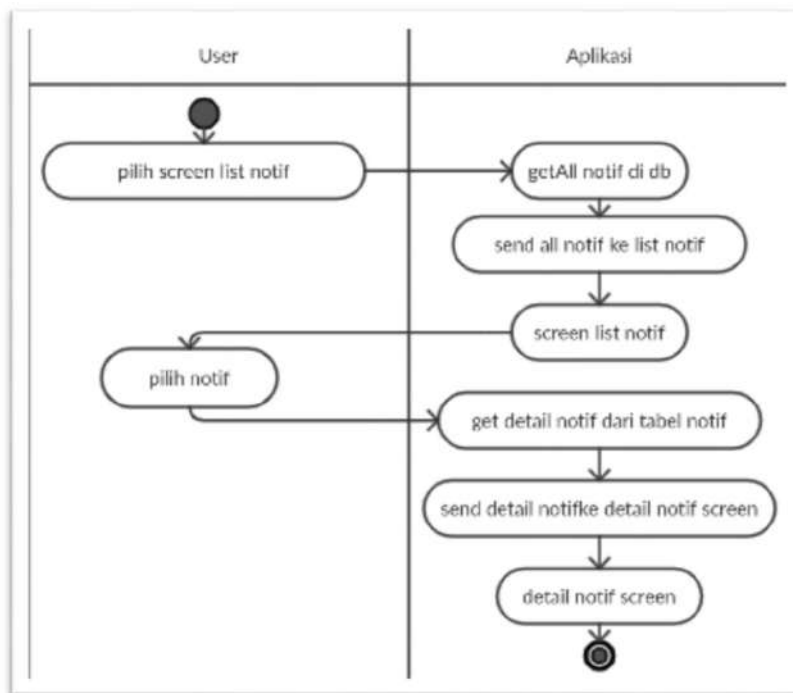 User
Aplikasi
pilih screen list notif
getAll notif di db
send all notif ke list notif
screen list notif
pilih notif
get detail notif dari tabel notif
send detail notifke detail notif screen
detail notif screen